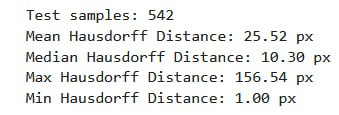 Test samples: 542
Mean Hausdorff Distance: 25.52 px
Median Hausdorff Distance: 10.30 px
Max Hausdorff Distance: 156.54 px
Min Hausdorff Distance: 1.00 px